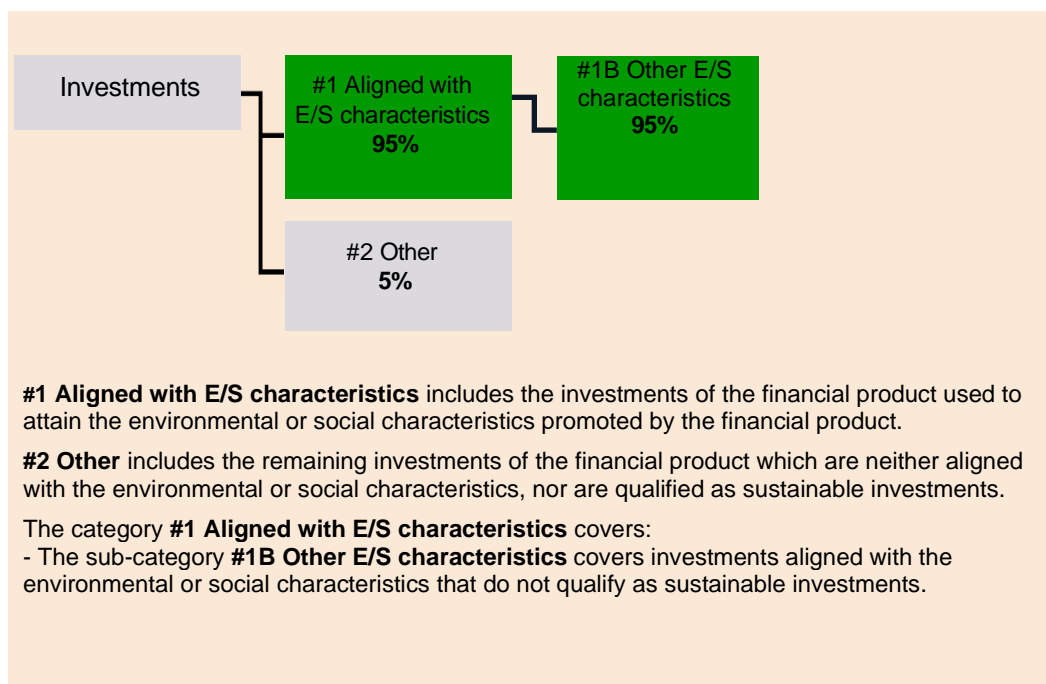 Investments
#1 Aligned with
E/S characteristics
95%
#1B Other E/S
characteristics
95%
#2 Other
5%
#1 Aligned with E/S characteristics includes the investments of the financial product used to
attain the environmental or social characteristics promoted by the financial product.
#2 Other includes the remaining investments of the financial product which are neither aligned
with the environmental or social characteristics, nor are qualified as sustainable investments.
The category #1 Aligned with E/S characteristics covers:
- The sub-category #1B Other E/S characteristics covers investments aligned with the
environmental or social characteristics that do not qualify as sustainable investments.